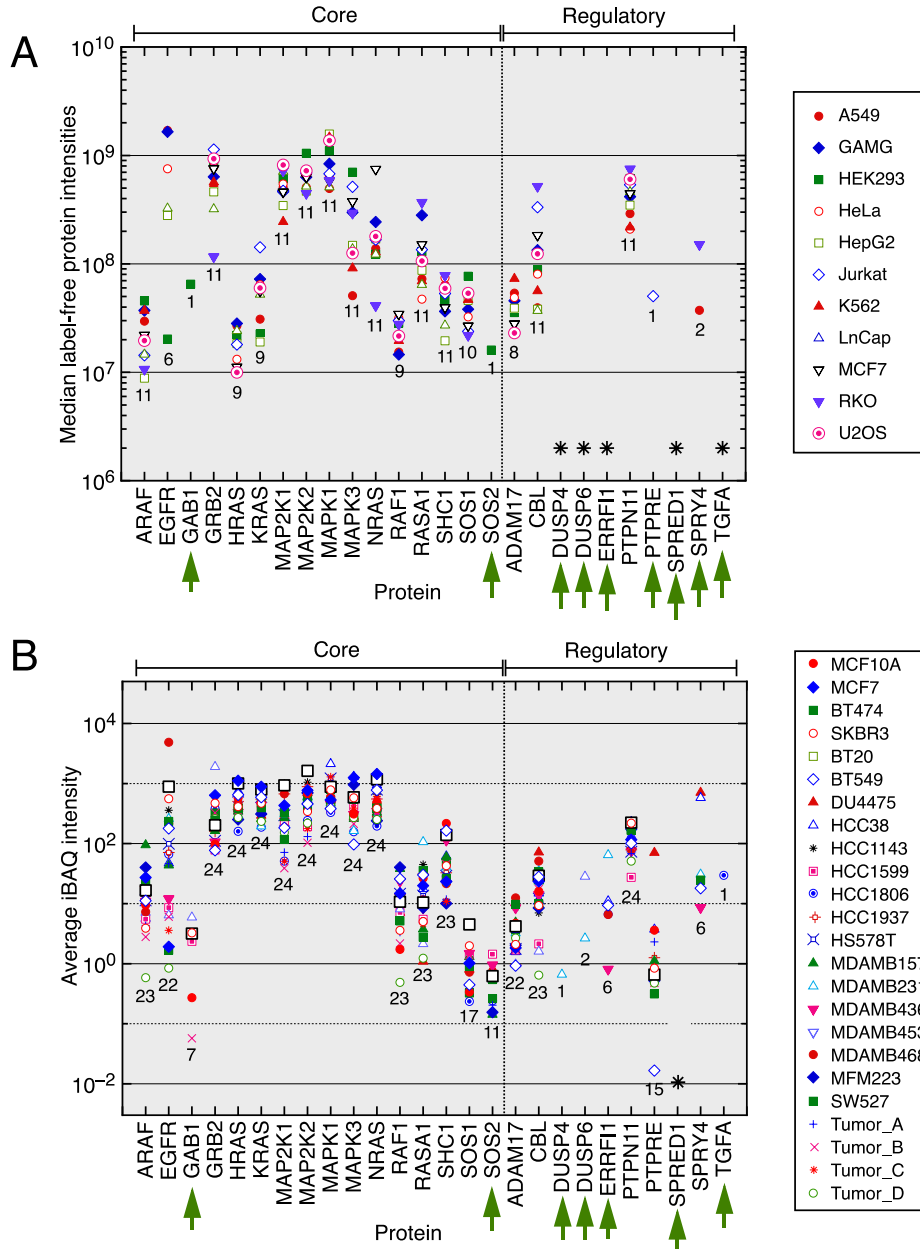 A
Core
Regulatory
Median label-free protein intensities
10^10
10^9
10^8
10^7
10^6
11
6
1
11
9
9
11
11
11
11
11
9
11
11
10
1
8
11
11
1
2
* * * * *
ARAF
EGFR
GAB1
GRB2
HRAS
KRAS
MAP2K1
MAP2K2
MAPK1
MAPK3
NRAS
RAF1
RASA1
SHC1
SOS1
SOS2
ADAM17
CBL
DUSP4
DUSP6
ERRFI1
PTPN11
PTPRE
SPRED1
SPRY4
TGFA
Protein
A549
GAMG
HEK293
HeLa
HepG2
Jurkat
K562
LnCap
MCF7
RKO
U2OS
B
Core
Regulatory
Average iBAQ intensity
10^4
10^2
10^0
10^−2
23
22
7
24
24
24
24
24
24
24
24
23
23
23
17
11
22
23
1
2
6
24
15
*
6
1
ARAF
EGFR
GAB1
GRB2
HRAS
KRAS
MAP2K1
MAP2K2
MAPK1
MAPK3
NRAS
RAF1
RASA1
SHC1
SOS1
SOS2
ADAM17
CBL
DUSP4
DUSP6
ERRFI1
PTPN11
PTPRE
SPRED1
SPRY4
TGFA
Protein
MCF10A
MCF7
BT474
SKBR3
BT20
BT549
DU4475
HCC38
HCC1143
HCC1599
HCC1806
HCC1937
HS578T
MDAMB157
MDAMB231
MDAMB436
MDAMB453
MDAMB468
MFM223
SW527
Tumor_A
Tumor_B
Tumor_C
Tumor_D